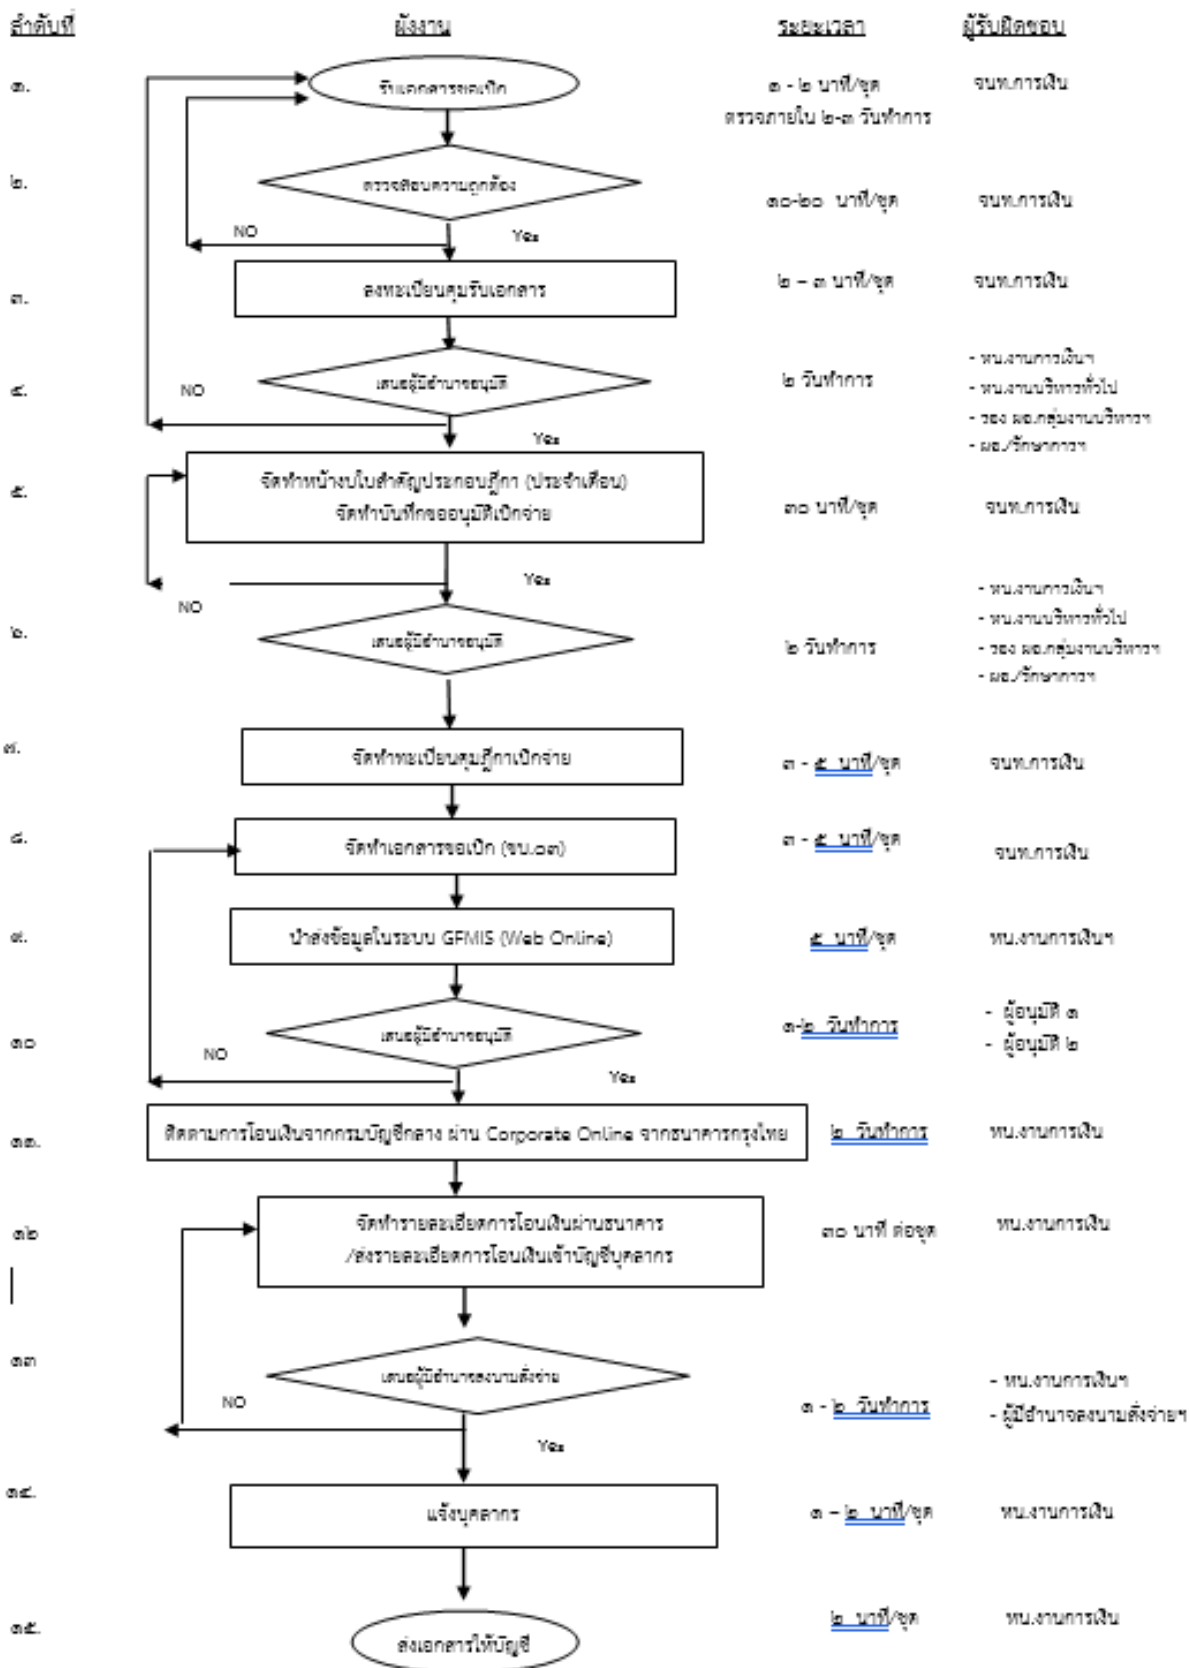 ลำดับที่ ผังงาน ระยะเวลา ผู้รับผิดชอบ
๑. รับเอกสารขอเบิก ๑ - ๒ นาที/ชุด จนท.การเงิน
ตรวจภายใน ๒-๓ วันทำการ
๒. ตรวจสอบความถูกต้อง ๑๐-๒๐ นาที/ชุด จนท.การเงิน
NO Yes
๓. ลงทะเบียนคุมรับเอกสาร ๒ – ๓ นาที/ชุด จนท.การเงิน
๔. เสนอผู้มีอำนาจอนุมัติ ๒ วันทำการ
- หน.งานการเงินฯ
- หน.งานบริหารทั่วไป
- รอง ผอ.กลุ่มงานบริหารฯ
- ผอ./รักษาการฯ
NO Yes
๕. จัดทำหน้างบใบสำคัญประกอบฎีกา (ประจำเดือน)
จัดทำบันทึกขออนุมัติเบิกจ่าย ๓๐ นาที/ชุด จนท.การเงิน
NO Yes
๖. เสนอผู้มีอำนาจอนุมัติ ๒ วันทำการ
- หน.งานการเงินฯ
- หน.งานบริหารทั่วไป
- รอง ผอ.กลุ่มงานบริหารฯ
- ผอ./รักษาการฯ
๗. จัดทำทะเบียนคุมฎีกาเบิกจ่าย ๓ - ๕ นาที/ชุด จนท.การเงิน
๘. จัดทำเอกสารขอเบิก (ขบ.๐๓) ๓ - ๕ นาที/ชุด จนท.การเงิน
๙. นำส่งข้อมูลในระบบ GFMIS (Web Online) ๕ นาที/ชุด หน.งานการเงินฯ
๑๐ เสนอผู้มีอำนาจอนุมัติ ๑-๒ วันทำการ
- ผู้อนุมัติ ๑
- ผู้อนุมัติ ๒
NO Yes
๑๑. ติดตามการโอนเงินจากกรมบัญชีกลาง ผ่าน Corporate Online จากธนาคารกรุงไทย ๒ วันทำการ หน.งานการเงิน
๑๒ จัดทำรายละเอียดการโอนเงินผ่านธนาคาร
/ส่งรายละเอียดการโอนเงินเข้าบัญชีบุคลากร ๓๐ นาที ต่อชุด หน.งานการเงิน
๑๓ เสนอผู้มีอำนาจลงนามสั่งจ่าย ๑ - ๒ วันทำการ
- หน.งานการเงินฯ
- ผู้มีอำนาจลงนามสั่งจ่ายฯ
NO Yes
๑๔. แจ้งบุคลากร ๑ – ๒ นาที/ชุด หน.งานการเงิน
๑๕. ส่งเอกสารให้บัญชี ๒ นาที/ชุด หน.งานการเงิน